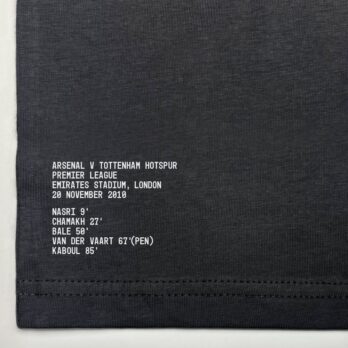 ARSENAL V TOTTENHAM HOTSPUR
PREMIER LEAGUE
EMIRATES STADIUM, LONDON
20 NOVEMBER 2010
NASRI 9'
CHAMAKH 27'
BALE 50'
VAN DER VAART 67'(PEN)
KABOUL 85'